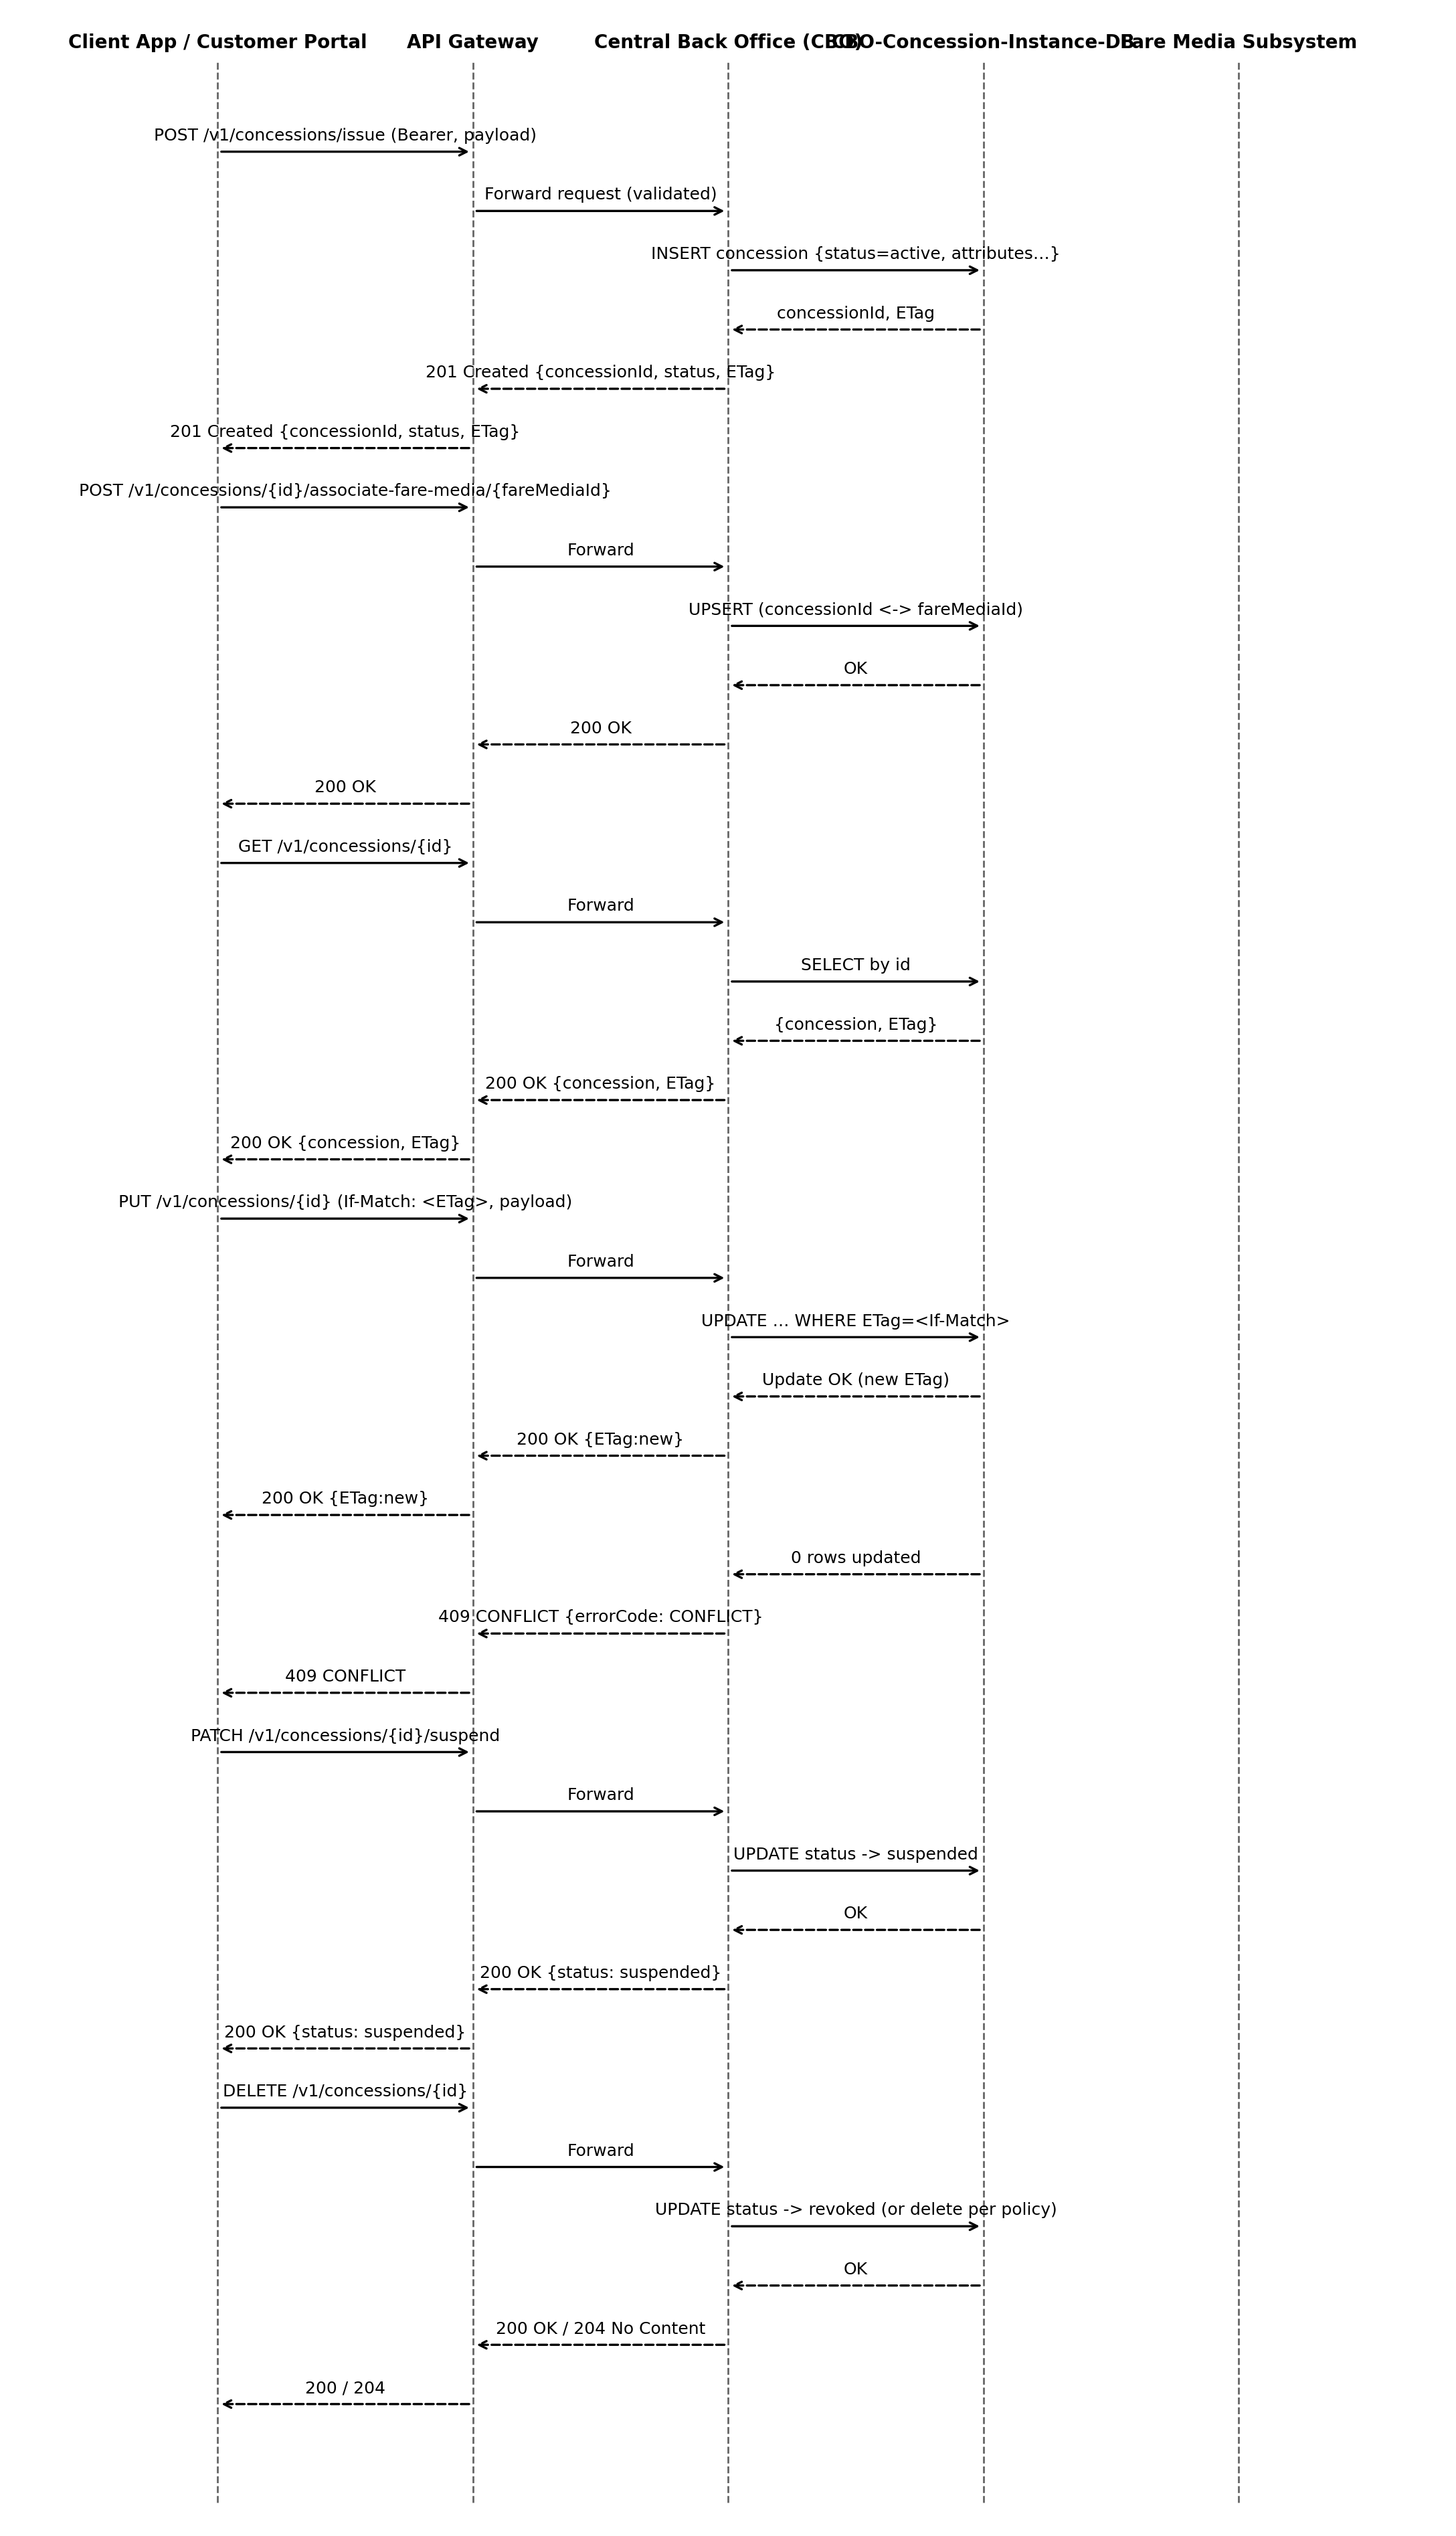 Client App / Customer Portal
API Gateway
Central Back Office (CBO)
CBO-Concession-Instance-DB
Fare Media Subsystem
POST /v1/concessions/issue (Bearer, payload)
Forward request (validated)
INSERT concession {status=active, attributes…}
concessionId, ETag
201 Created {concessionId, status, ETag}
201 Created {concessionId, status, ETag}
POST /v1/concessions/{id}/associate-fare-media/{fareMediaId}
Forward
UPSERT (concessionId <-> fareMediaId)
OK
200 OK
200 OK
GET /v1/concessions/{id}
Forward
SELECT by id
{concession, ETag}
200 OK {concession, ETag}
200 OK {concession, ETag}
PUT /v1/concessions/{id} (If-Match: <ETag>, payload)
Forward
UPDATE … WHERE ETag=<If-Match>
Update OK (new ETag)
200 OK {ETag:new}
200 OK {ETag:new}
0 rows updated
409 CONFLICT {errorCode: CONFLICT}
409 CONFLICT
PATCH /v1/concessions/{id}/suspend
Forward
UPDATE status -> suspended
OK
200 OK {status: suspended}
200 OK {status: suspended}
DELETE /v1/concessions/{id}
Forward
UPDATE status -> revoked (or delete per policy)
OK
200 OK / 204 No Content
200 / 204